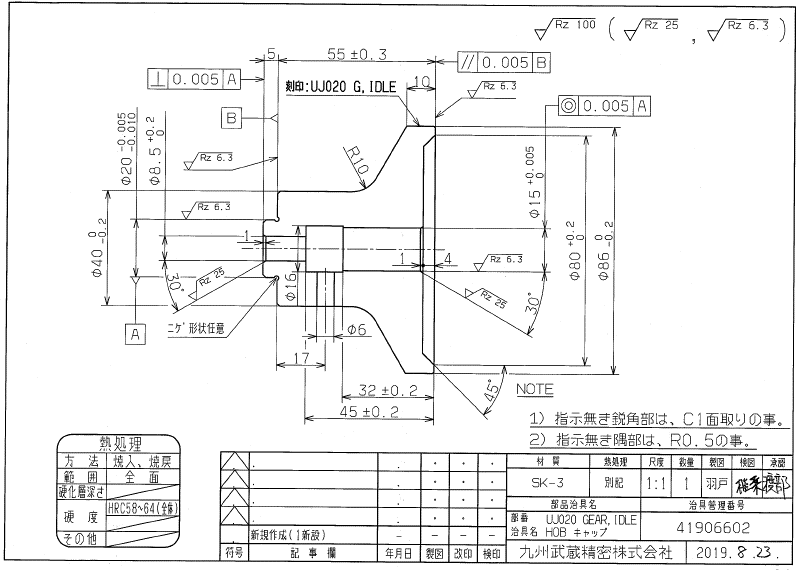 Rz 100 ( Rz 25 , Rz 6.3 )
5 55±0.3 // 0.005 B
⊥ 0.005 A
10
刻印:UJ020 G,IDLE
Rz 6.3
◎ 0.005 A
B
Φ20 -0.005 -0.010
Φ8.5 +0.2 0
Rz 6.3
R10
Φ15 +0.005 0
Rz 6.3
Φ40 0 -0.2
1
1 4
Rz 6.3
Φ80 +0.2 0
Φ86 0 -0.2
30°
Rz 25
Φ16
Rz 25
30°
A
ニゲ形状任意
Φ6
17
32±0.2
45±0.2
45°
NOTE
1) 指示無き鋭角部は、C1面取りの事。
2) 指示無き隅部は、R0.5の事。
熱処理
方法 焼入、焼戻
範囲 全面
硬化層深さ
硬度 HRC58~64(全体)
その他
新規作成(1新設)
符号 記事欄 年月日 製図 改印 検印
材質 熱処理 尺度 数量 製図 検図 承認
SK-3 別記 1:1 1 羽戸
部品治具名 治具管理番号
部番 UJ020 GEAR,IDLE
治具名 HOB キャップ
41906602
九州武蔵精密株式会社 2019.8.23.